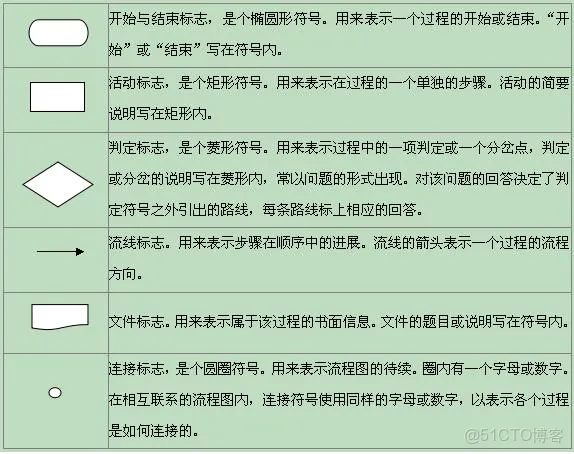 开始与结束标志，是个椭圆形符号。用来表示一个过程的开始或结束。“开
始”或“结束”写在符号内。
活动标志，是个矩形符号。用来表示在过程的一个单独的步骤。活动的简要
说明写在矩形内。
判定标志，是个菱形符号。用来表示过程中的一项判定或一个分岔点，判定
或分岔的说明写在菱形内，常以问题的形式出现。对该问题的回答决定了判
定符号之外引出的路线，每条路线标上相应的回答。
流线标志。用来表示步骤在顺序中的进展。流线的箭头表示一个过程的流程
方向。
文件标志。用来表示属于该过程的书面信息。文件的题目或说明写在符号内。
连接标志，是个圆圈符号。用来表示流程图的待续。圈内有一个字母或数字。
在相互联系的流程图内，连接符号使用同样的字母或数字，以表示各个过程
是如何连接的。
@51CTO博客